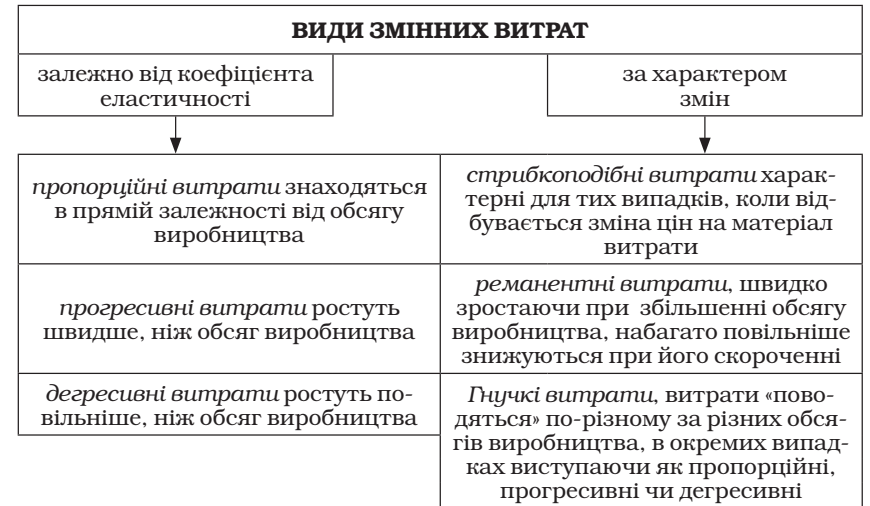 ВИДИ ЗМІННИХ ВИТРАТ
залежно від коефіцієнта
еластичності
за характером
змін
пропорційні витрати знаходяться
в прямій залежності від обсягу
виробництва
стрибкоподібні витрати харак-
терні для тих випадків, коли від-
бувається зміна цін на матеріал
витрати
прогресивні витрати ростуть
швидше, ніж обсяг виробництва
реманентні витрати, швидко
зростаючи при збільшенні обсягу
виробництва, набагато повільніше
знижуються при його скороченні
дегресивні витрати ростуть по-
вільніше, ніж обсяг виробництва
Гнучкі витрати, витрати «пово-
дяться» по-різному за різних обся-
гів виробництва, в окремих випад-
ках виступаючи як пропорційні,
прогресивні чи дегресивні